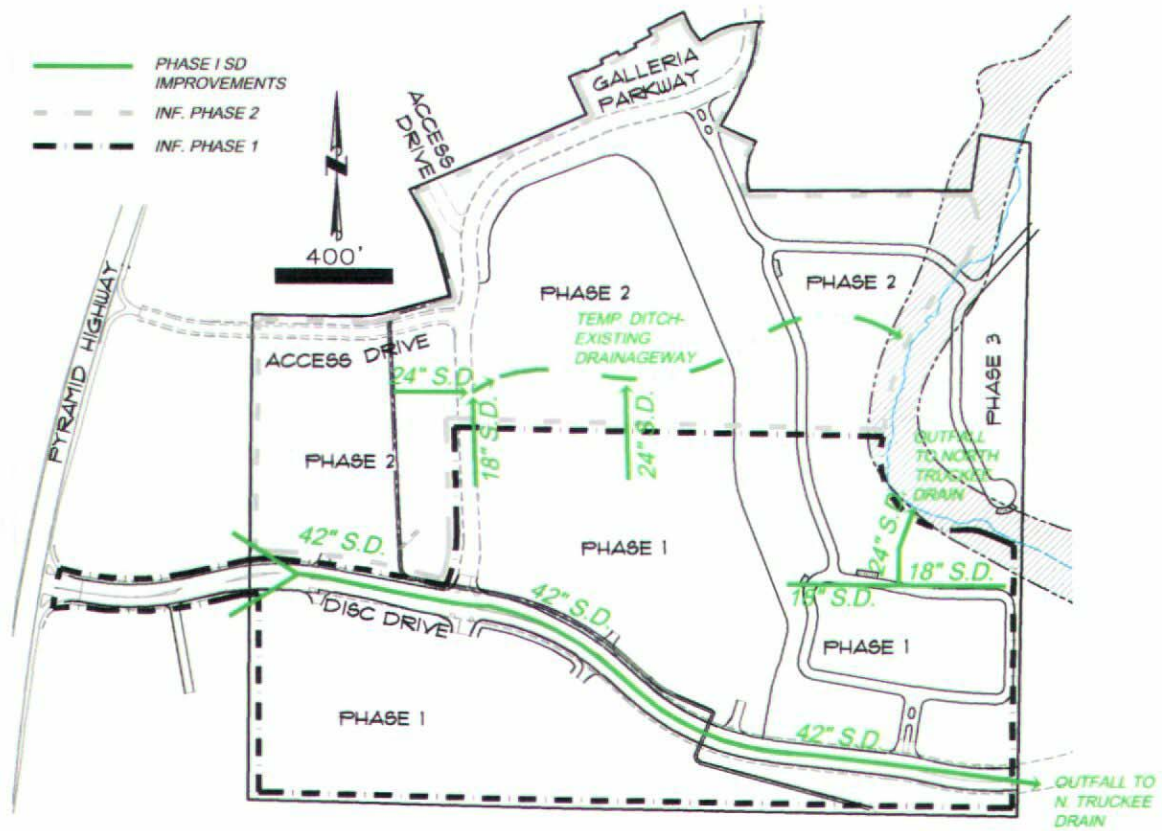 PHASE I SD
IMPROVEMENTS
INF. PHASE 2
INF. PHASE 1
N
400'
ACCESS
DRIVE
GALLERIA
PARKWAY
PYRAMID HIGHWAY
ACCESS DRIVE
PHASE 2
PHASE 2
TEMP. DITCH-
EXISTING
DRAINAGEWAY
PHASE 3
24" S.D.
18" S.D.
24" S.D.
PHASE 2
OUTFALL
TO NORTH
TRUCKEE
DRAIN
24" S.D.
42" S.D.
PHASE 1
42" S.D.
18" S.D.
18" S.D.
DISC DRIVE
PHASE 1
PHASE 1
42" S.D.
OUTFALL TO
N. TRUCKEE
DRAIN